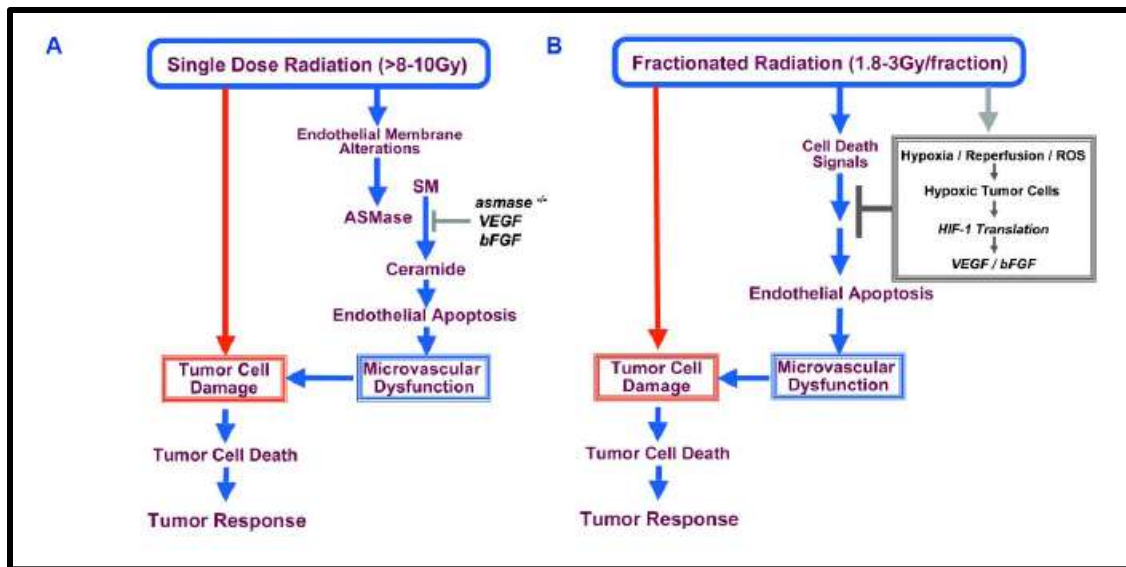 A
Single Dose Radiation (>8-10Gy)
Endothelial Membrane
Alterations
SM
ASMase
asmase -/-
VEGF
bFGF
Ceramide
Endothelial Apoptosis
Tumor Cell
Damage
Microvascular
Dysfunction
Tumor Cell Death
Tumor Response
B
Fractionated Radiation (1.8-3Gy/fraction)
Cell Death
Signals
Hypoxia / Reperfusion / ROS
Hypoxic Tumor Cells
HIF-1 Translation
VEGF / bFGF
Endothelial Apoptosis
Tumor Cell
Damage
Microvascular
Dysfunction
Tumor Cell Death
Tumor Response